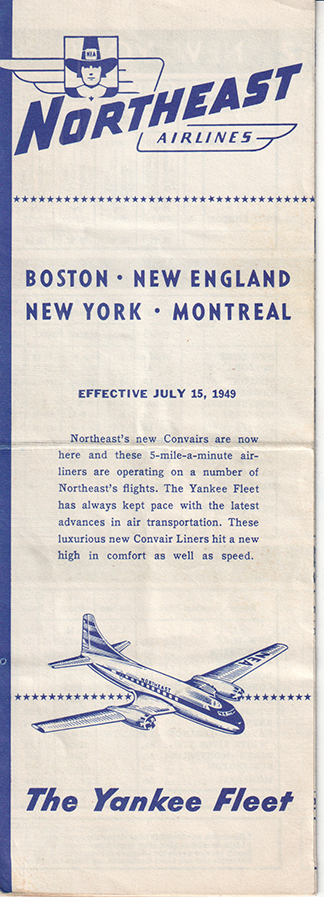 NEA
NORTHEAST
AIRLINES
BOSTON · NEW ENGLAND
NEW YORK · MONTREAL
EFFECTIVE JULY 15, 1949
Northeast's new Convairs are now
here and these 5-mile-a-minute air-
liners are operating on a number of
Northeast's flights. The Yankee Fleet
has always kept pace with the latest
advances in air transportation. These
luxurious new Convair Liners hit a new
high in comfort as well as speed.
NEA
NORTHEAST
The Yankee Fleet